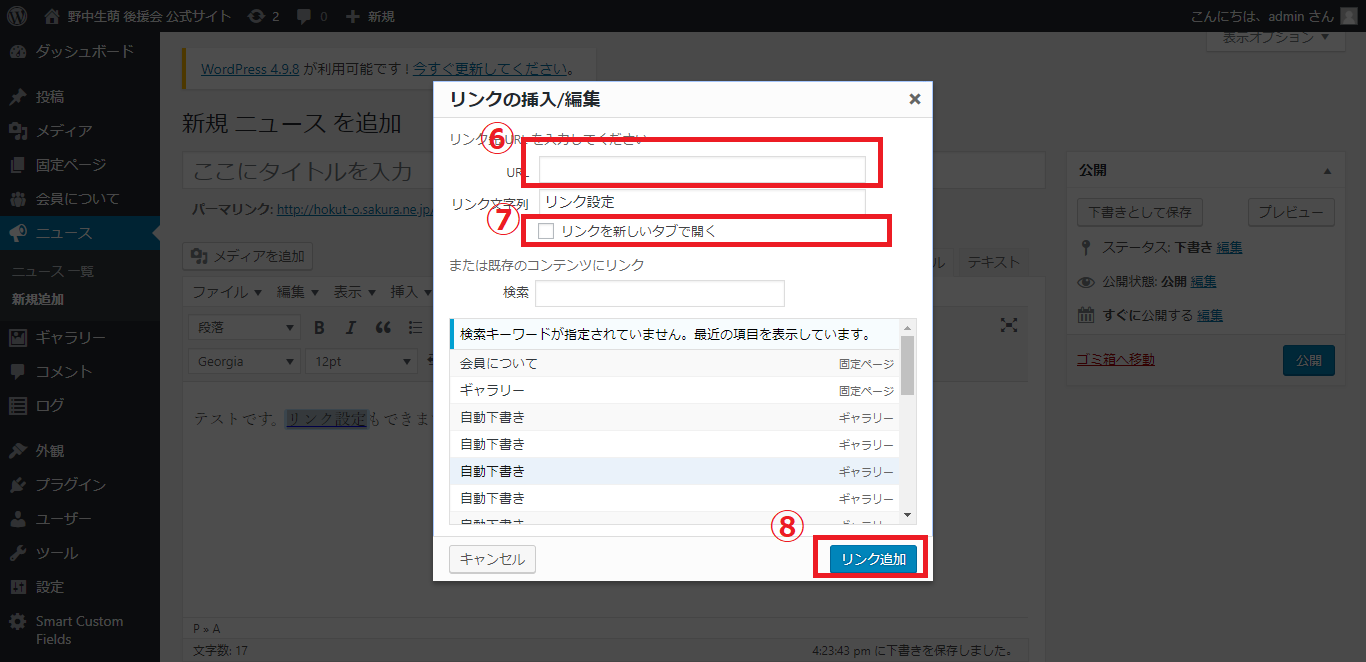 野中生萌 後援会 公式サイト 2 0 新規 こんにちは、admin さん
ダッシュボード
投稿
メディア
固定ページ
会員について
ニュース
ニュース 一覧
新規追加
ギャラリー
コメント
ログ
外観
プラグイン
ユーザー
ツール
設定
Smart Custom
Fields
表示オプション
WordPress 4.9.8 が利用可能です ! 今すぐ更新してください。
新規 ニュース を追加
ここにタイトルを入力
パーマリンク: http://hokut-o.sakura.ne.jp/
メディアを追加
ル テキスト
ファイル 編集 表示 挿入
段落 B I
Georgia 12pt
テストです。リンク設定もできま
P » A
文字数: 17 4:23:43 pm に下書きを保存しました。
リンクの挿入/編集 ×
リンク先 URL を入力してください
⑥
URL
リンク文字列 リンク設定
⑦
リンクを新しいタブで開く
または既存のコンテンツにリンク
検索
検索キーワードが指定されていません。最近の項目を表示しています。
会員について 固定ページ
ギャラリー 固定ページ
自動下書き ギャラリー
自動下書き ギャラリー
自動下書き ギャラリー
自動下書き ギャラリー
自動下書き ギャラリー
⑧
キャンセル リンク追加
公開
下書きとして保存 プレビュー
ステータス: 下書き 編集
公開状態: 公開 編集
すぐに公開する 編集
ゴミ箱へ移動 公開